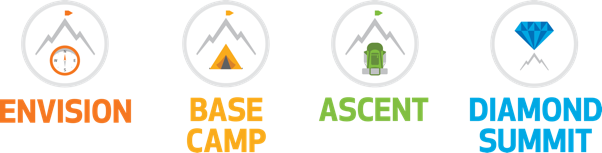 ENVISION
BASE
CAMP
ASCENT
DIAMOND
SUMMIT